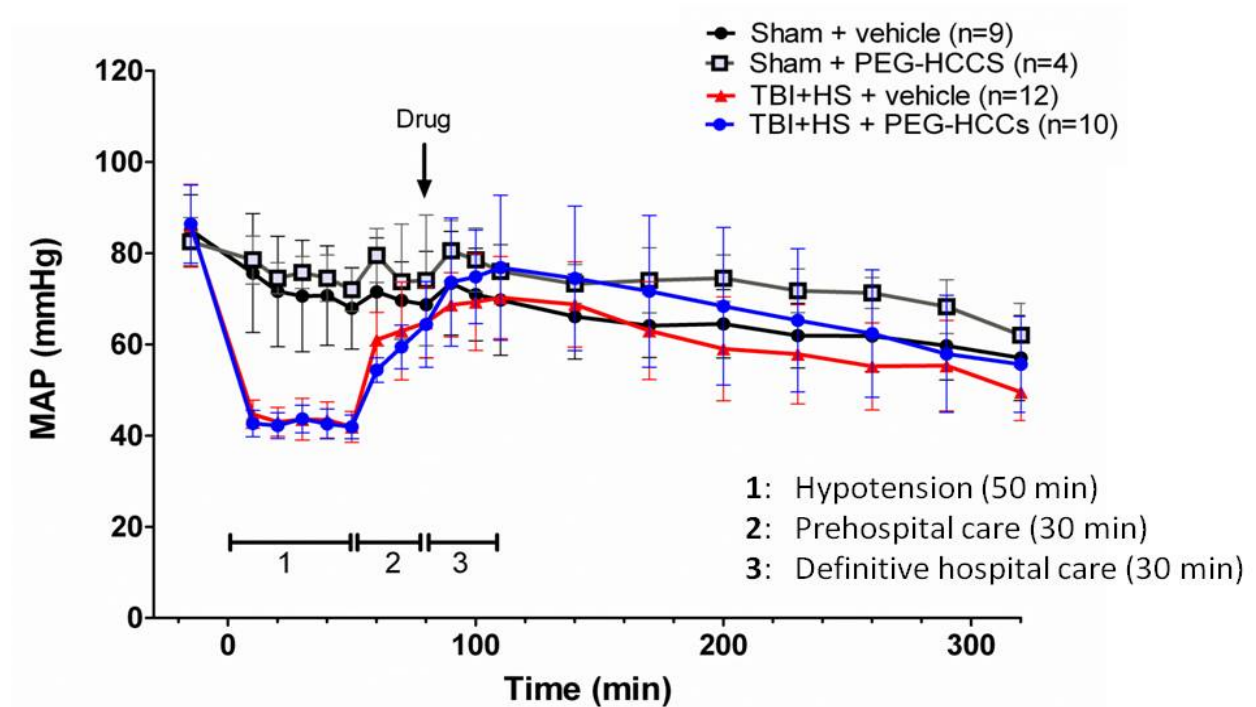 Sham + vehicle (n=9)
Sham + PEG-HCCS (n=4)
TBI+HS + vehicle (n=12)
TBI+HS + PEG-HCCs (n=10)
Drug
MAP (mmHg)
120
100
80
60
40
20
0
1 2 3
1: Hypotension (50 min)
2: Prehospital care (30 min)
3: Definitive hospital care (30 min)
0 100 200 300
Time (min)